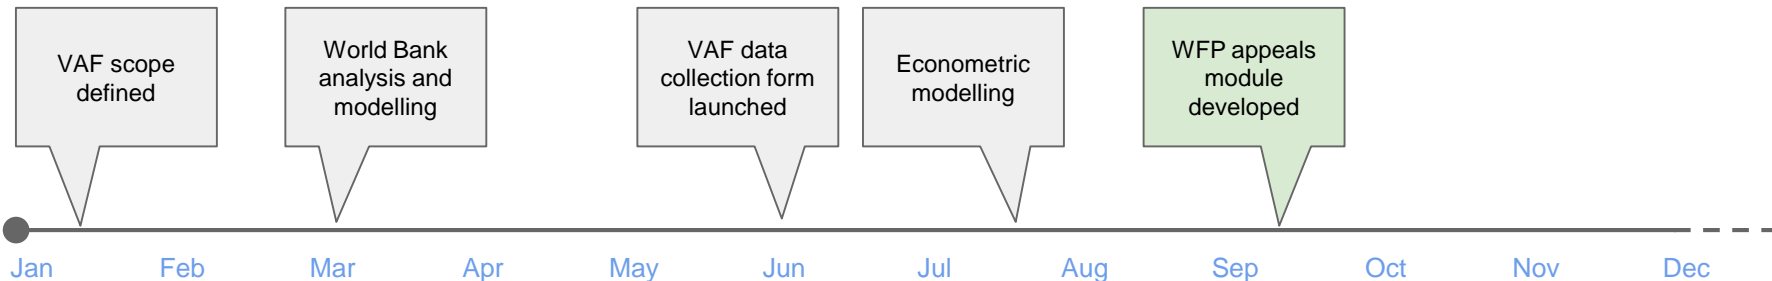 VAF scope
defined
World Bank
analysis and
modelling
VAF data
collection form
launched
Econometric
modelling
WFP appeals
module
developed
Jan Feb Mar Apr May Jun Jul Aug Sep Oct Nov Dec